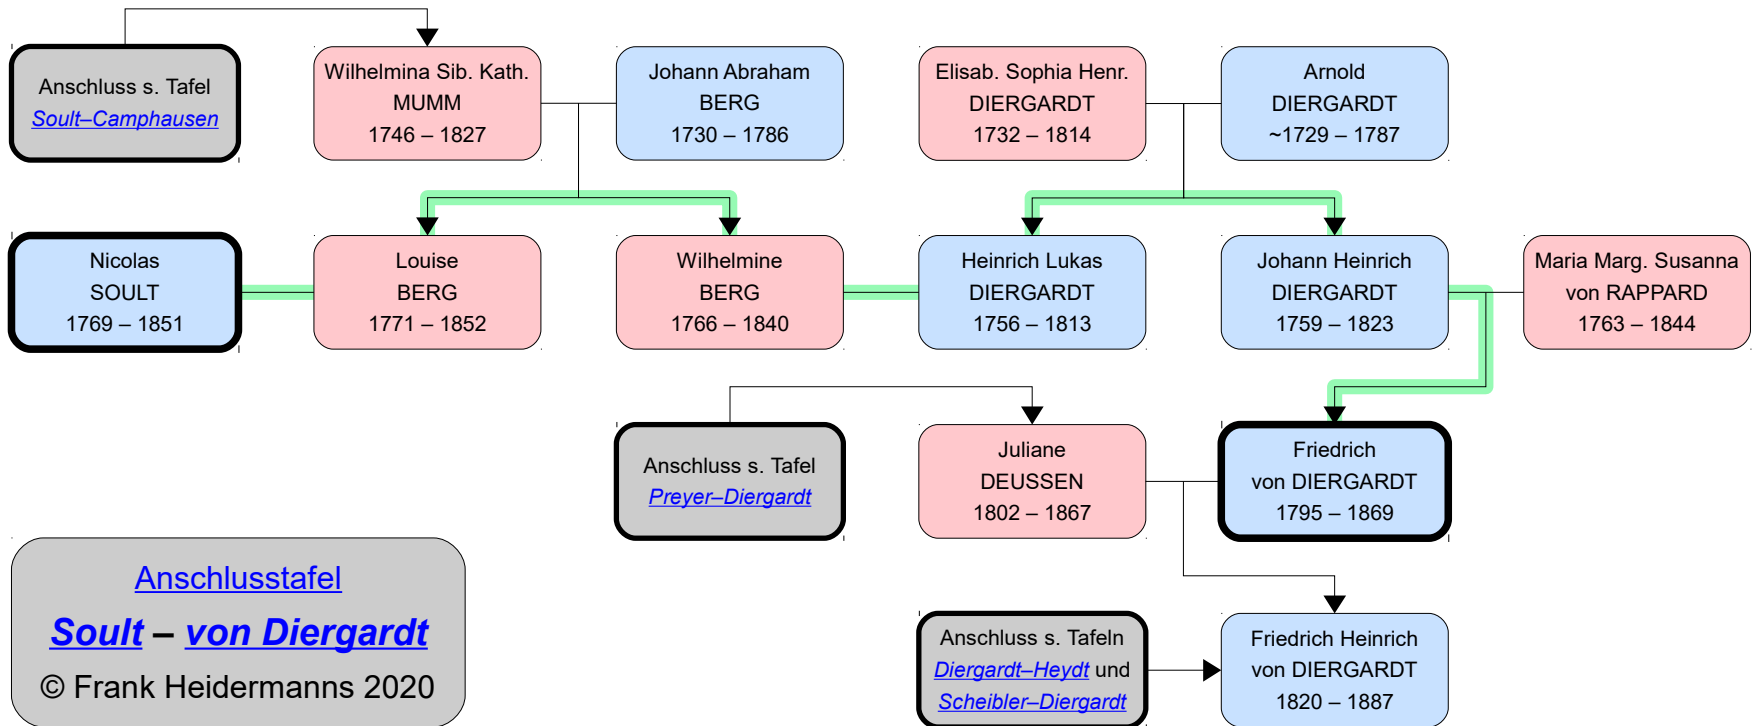 Anschluss s. Tafel
Soult–Camphausen
Wilhelmina Sib. Kath.
MUMM
1746 – 1827
Johann Abraham
BERG
1730 – 1786
Elisab. Sophia Henr.
DIERGARDT
1732 – 1814
Arnold
DIERGARDT
~1729 – 1787
Nicolas
SOULT
1769 – 1851
Louise
BERG
1771 – 1852
Wilhelmine
BERG
1766 – 1840
Heinrich Lukas
DIERGARDT
1756 – 1813
Johann Heinrich
DIERGARDT
1759 – 1823
Maria Marg. Susanna
von RAPPARD
1763 – 1844
Anschluss s. Tafel
Preyer–Diergardt
Juliane
DEUSSEN
1802 – 1867
Friedrich
von DIERGARDT
1795 – 1869
Anschlusstafel
Soult – von Diergardt
© Frank Heidermanns 2020
Anschluss s. Tafeln
Diergardt–Heydt und
Scheibler–Diergardt
Friedrich Heinrich
von DIERGARDT
1820 – 1887